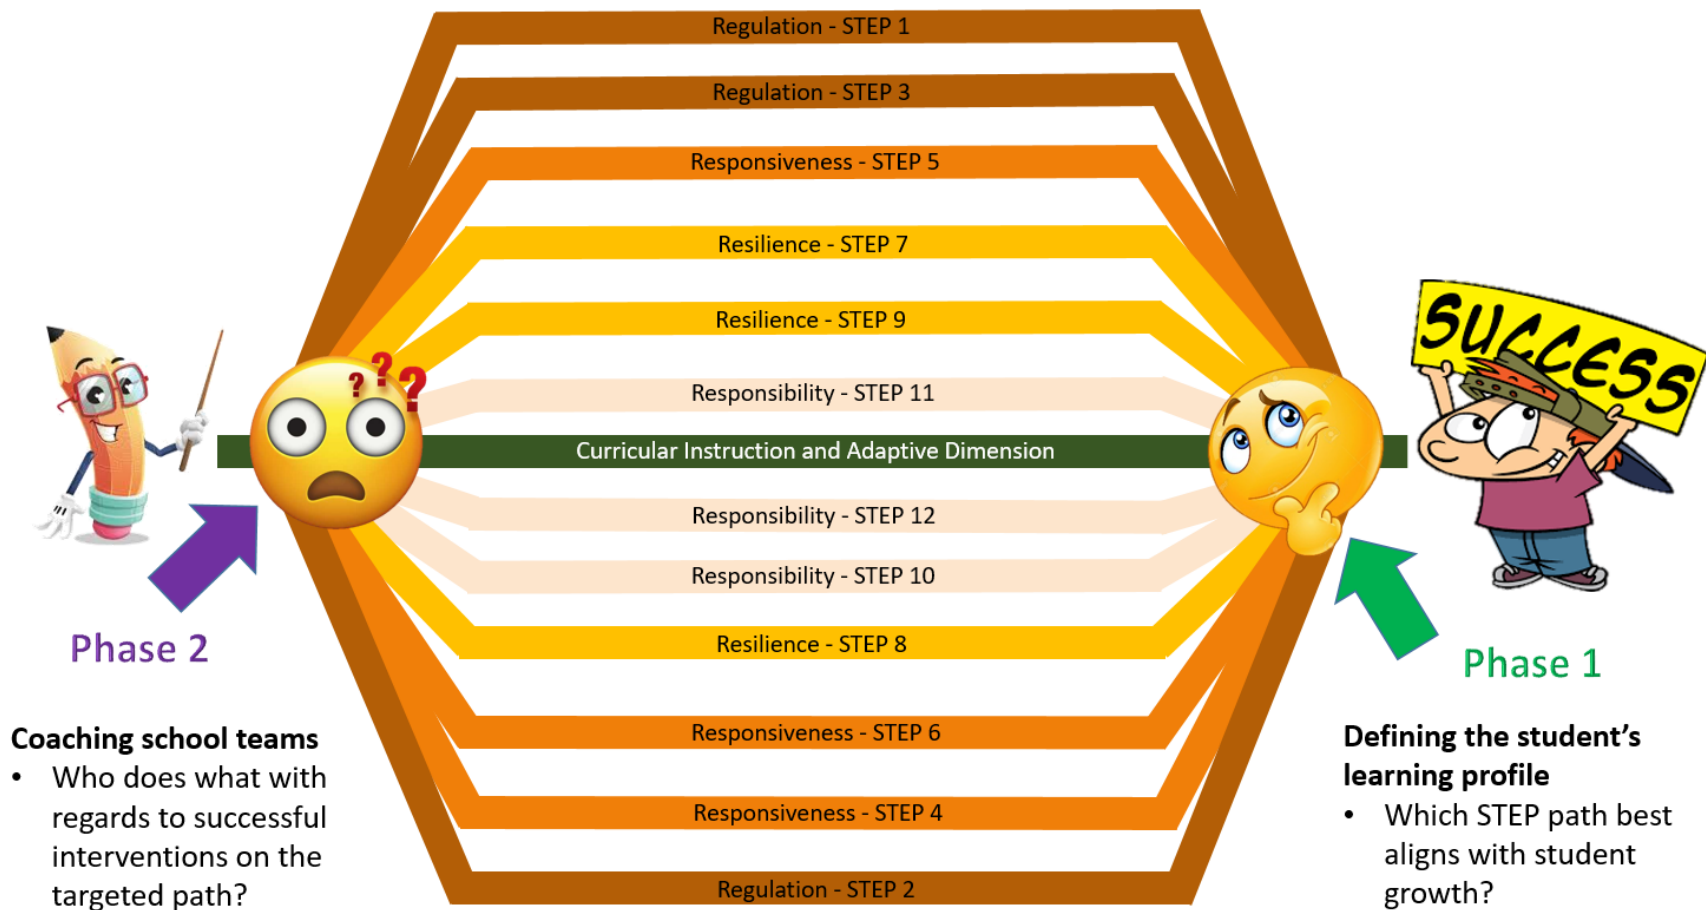 Regulation - STEP 1
Regulation - STEP 3
Responsiveness - STEP 5
Resilience - STEP 7
Resilience - STEP 9
Responsibility - STEP 11
Curricular Instruction and Adaptive Dimension
Responsibility - STEP 12
Responsibility - STEP 10
Resilience - STEP 8
Responsiveness - STEP 6
Responsiveness - STEP 4
Regulation - STEP 2
? ? ?
SUCCESS
Phase 2
Coaching school teams
• Who does what with
regards to successful
interventions on the
targeted path?
Phase 1
Defining the student’s
learning profile
• Which STEP path best
aligns with student
growth?